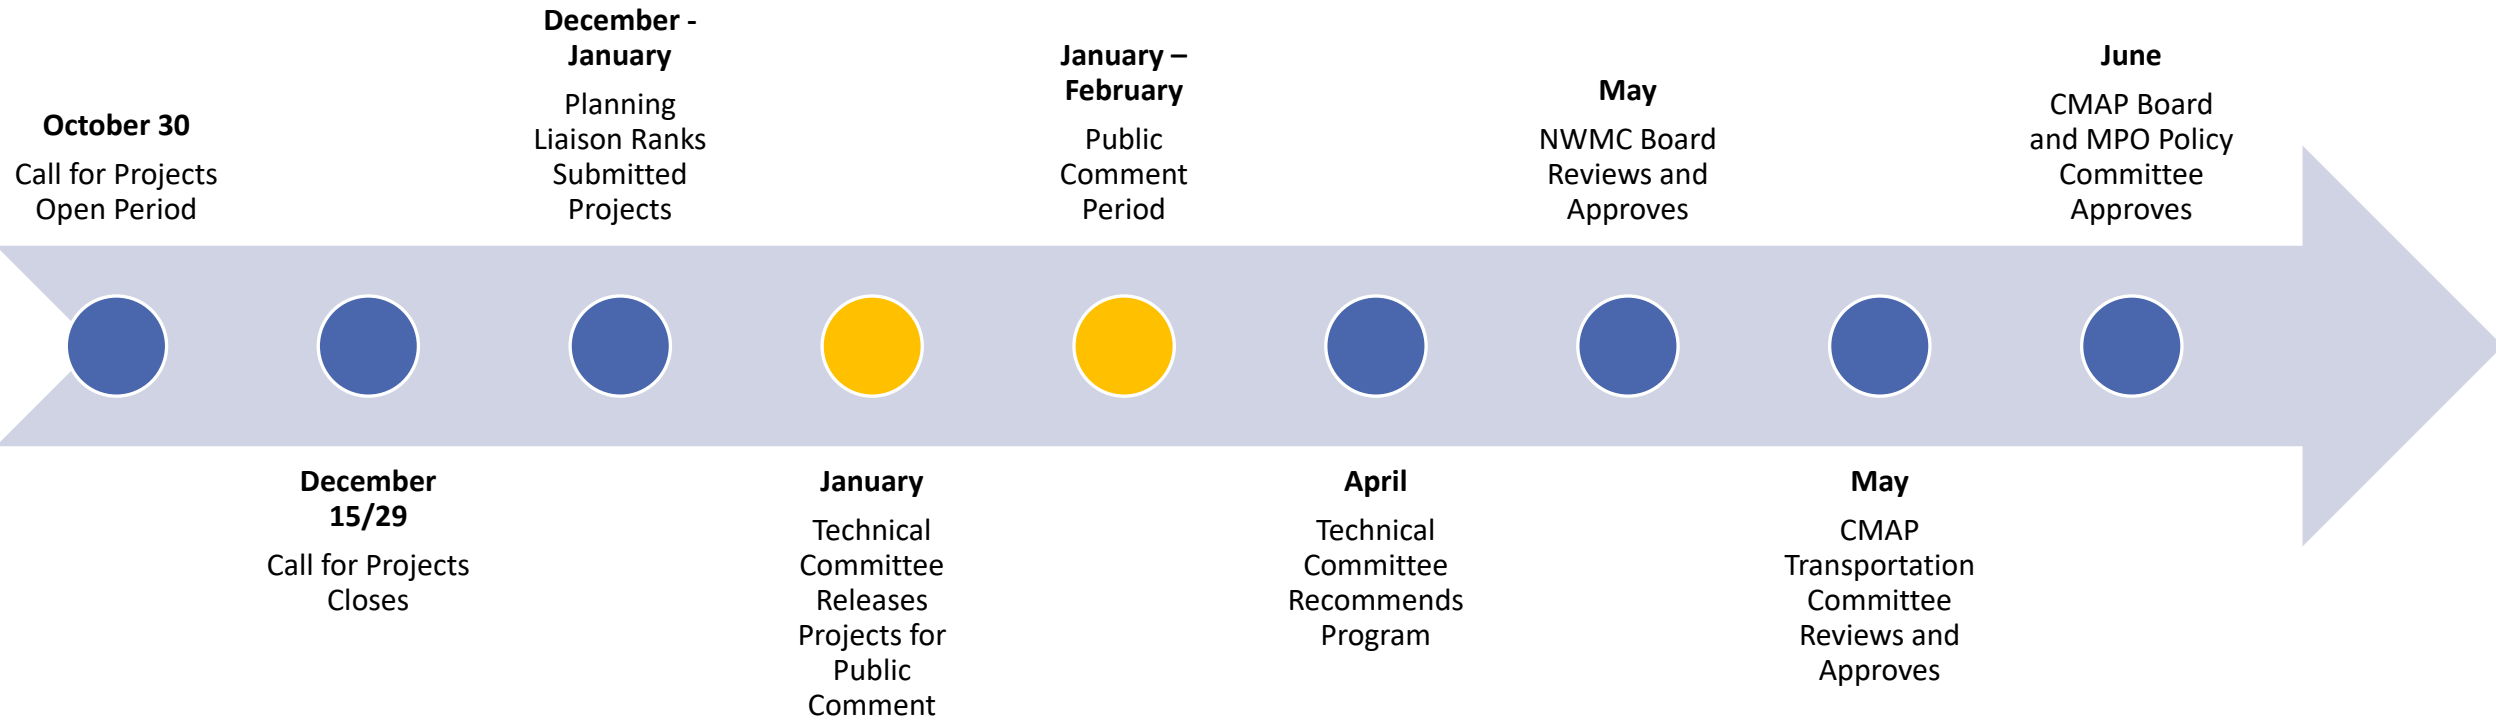 October 30
Call for Projects
Open Period
December
15/29
Call for Projects
Closes
December -
January
Planning
Liaison Ranks
Submitted
Projects
January
Technical
Committee
Releases
Projects for
Public
Comment
January –
February
Public
Comment
Period
April
Technical
Committee
Recommends
Program
May
NWMC Board
Reviews and
Approves
May
CMAP
Transportation
Committee
Reviews and
Approves
June
CMAP Board
and MPO Policy
Committee
Approves